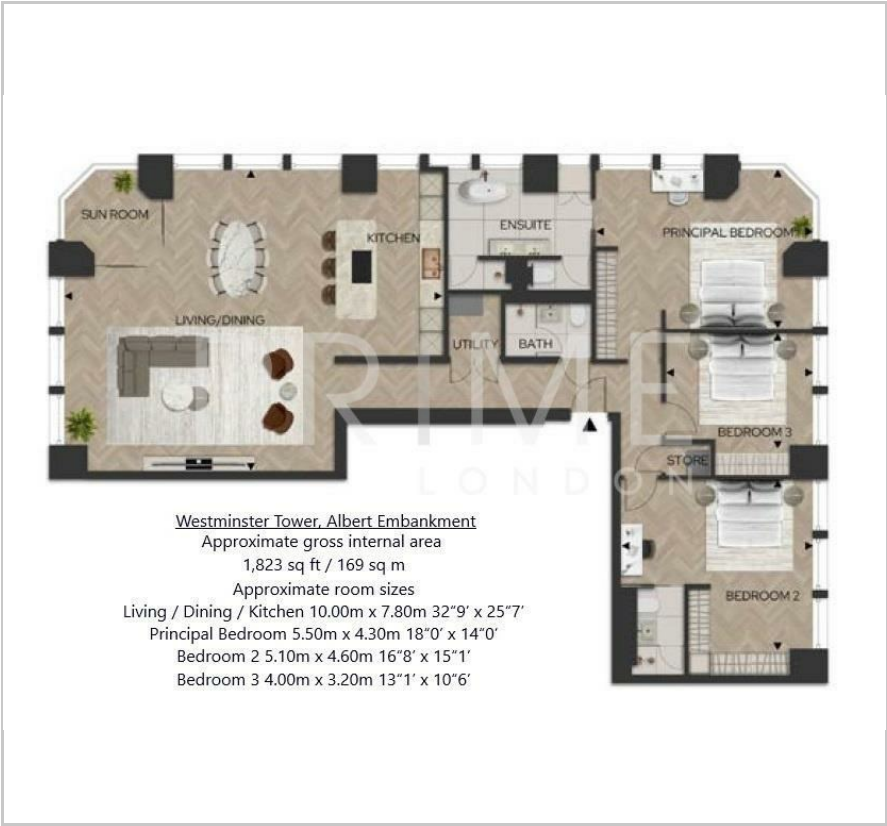 SUN ROOM
KITCHEN
ENSUITE
PRINCIPAL BEDROOM
LIVING/DINING
UTILITY
BATH
BEDROOM 3
STORE
BEDROOM 2
PRIME
LONDON
Westminster Tower, Albert Embankment
Approximate gross internal area
1,823 sq ft / 169 sq m
Approximate room sizes
Living / Dining / Kitchen 10.00m x 7.80m 32”9’ x 25”7’
Principal Bedroom 5.50m x 4.30m 18”0’ x 14”0’
Bedroom 2 5.10m x 4.60m 16”8’ x 15”1’
Bedroom 3 4.00m x 3.20m 13”1’ x 10”6’